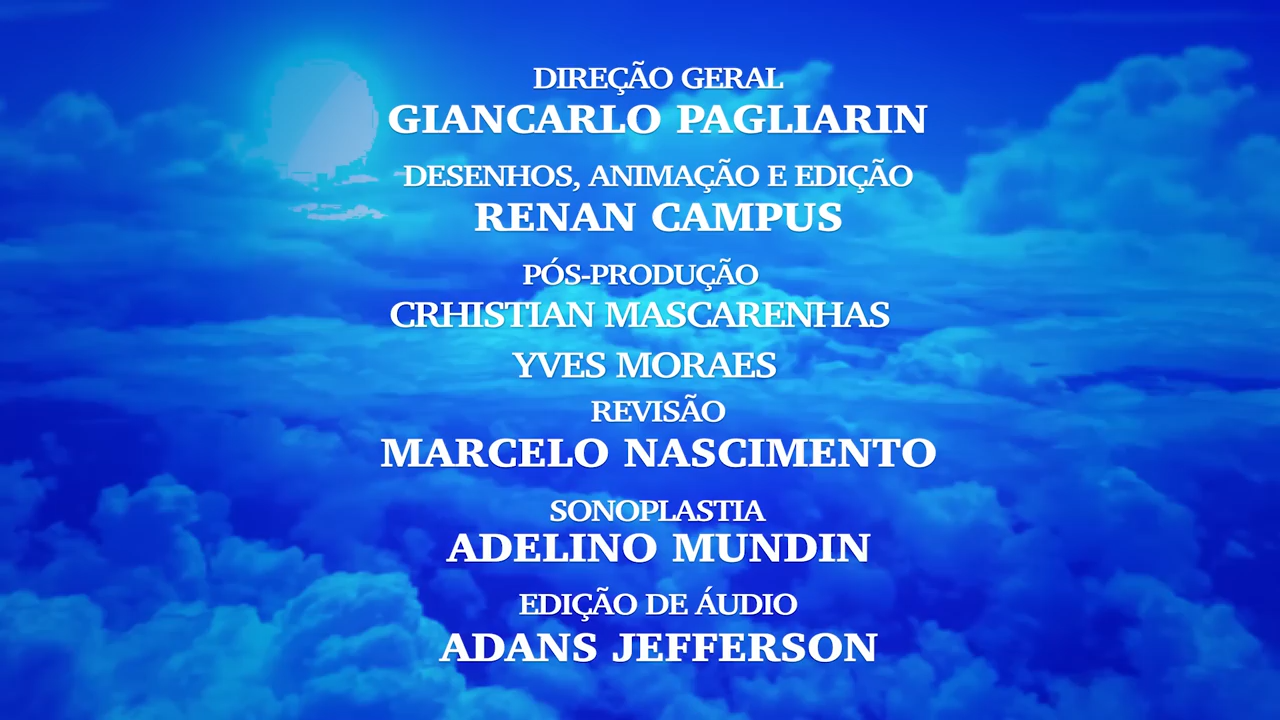 DIREÇÃO GERAL
GIANCARLO PAGLIARIN
DESENHOS, ANIMAÇÃO E EDIÇÃO
RENAN CAMPUS
PÓS-PRODUÇÃO
CRHISTIAN MASCARENHAS
YVES MORAES
REVISÃO
MARCELO NASCIMENTO
SONOPLASTIA
ADELINO MUNDIN
EDIÇÃO DE ÁUDIO
ADANS JEFFERSON